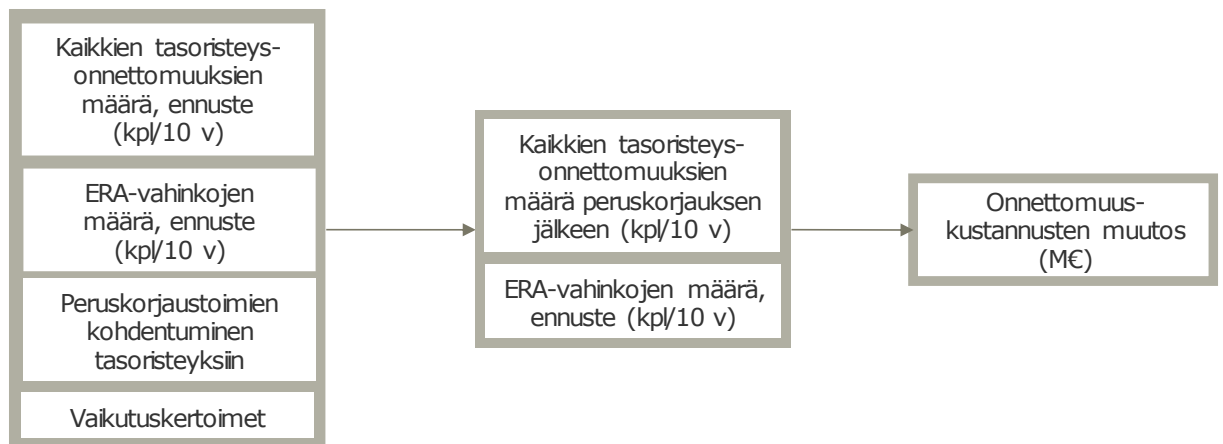 Kaikkien tasoristeys-
onnettomuuksien
määrä, ennuste
(kpl/10 v)
ERA-vahinkojen
määrä, ennuste
(kpl/10 v)
Peruskorjaustoimien
kohdentuminen
tasoristeyksiin
Vaikutuskertoimet
Kaikkien tasoristeys-
onnettomuuksien
määrä peruskorjauksen
jälkeen (kpl/10 v)
ERA-vahinkojen määrä,
ennuste (kpl/10 v)
Onnettomuus-
kustannusten muutos
(M€)